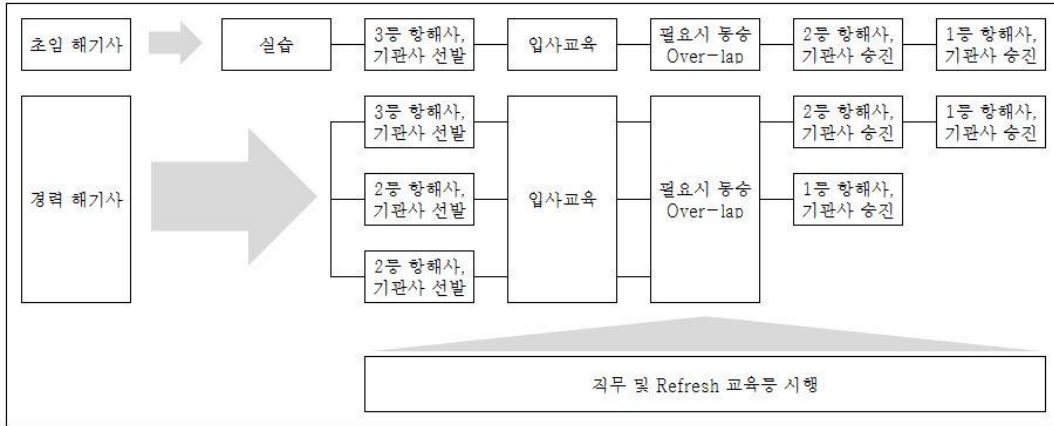 초임 해기사
실습
3등 항해사,
기관사 선발
입사교육
필요시 동승
Over-lap
2등 항해사,
기관사 승진
1등 항해사,
기관사 승진
경력 해기사
3등 항해사,
기관사 선발
2등 항해사,
기관사 선발
2등 항해사,
기관사 선발
입사교육
필요시 동승
Over-lap
2등 항해사,
기관사 승진
1등 항해사,
기관사 승진
1등 항해사,
기관사 승진
직무 및 Refresh 교육등 시행